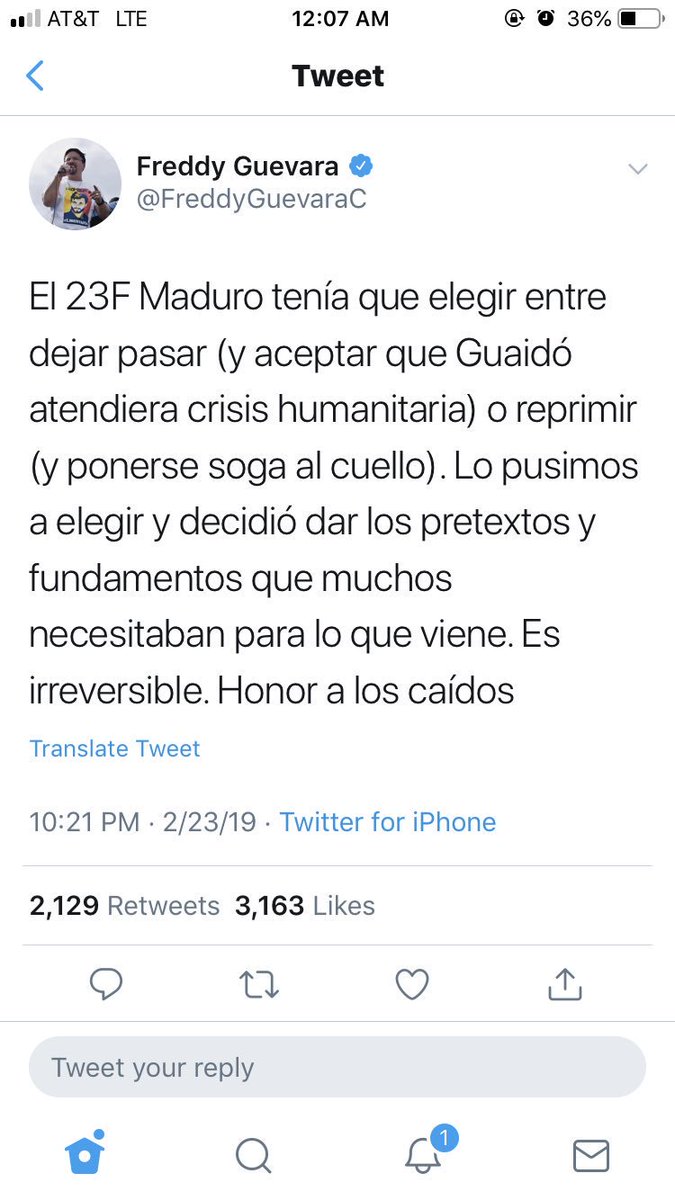 AT&T LTE 12:07 AM 36%
Tweet
Freddy Guevara
@FreddyGuevaraC
El 23F Maduro tenía que elegir entre
dejar pasar (y aceptar que Guaidó
atendiera crisis humanitaria) o reprimir
(y ponerse soga al cuello). Lo pusimos
a elegir y decidió dar los pretextos y
fundamentos que muchos
necesitaban para lo que viene. Es
irreversible. Honor a los caídos
Translate Tweet
10:21 PM · 2/23/19 · Twitter for iPhone
2,129 Retweets 3,163 Likes
Tweet your reply
1